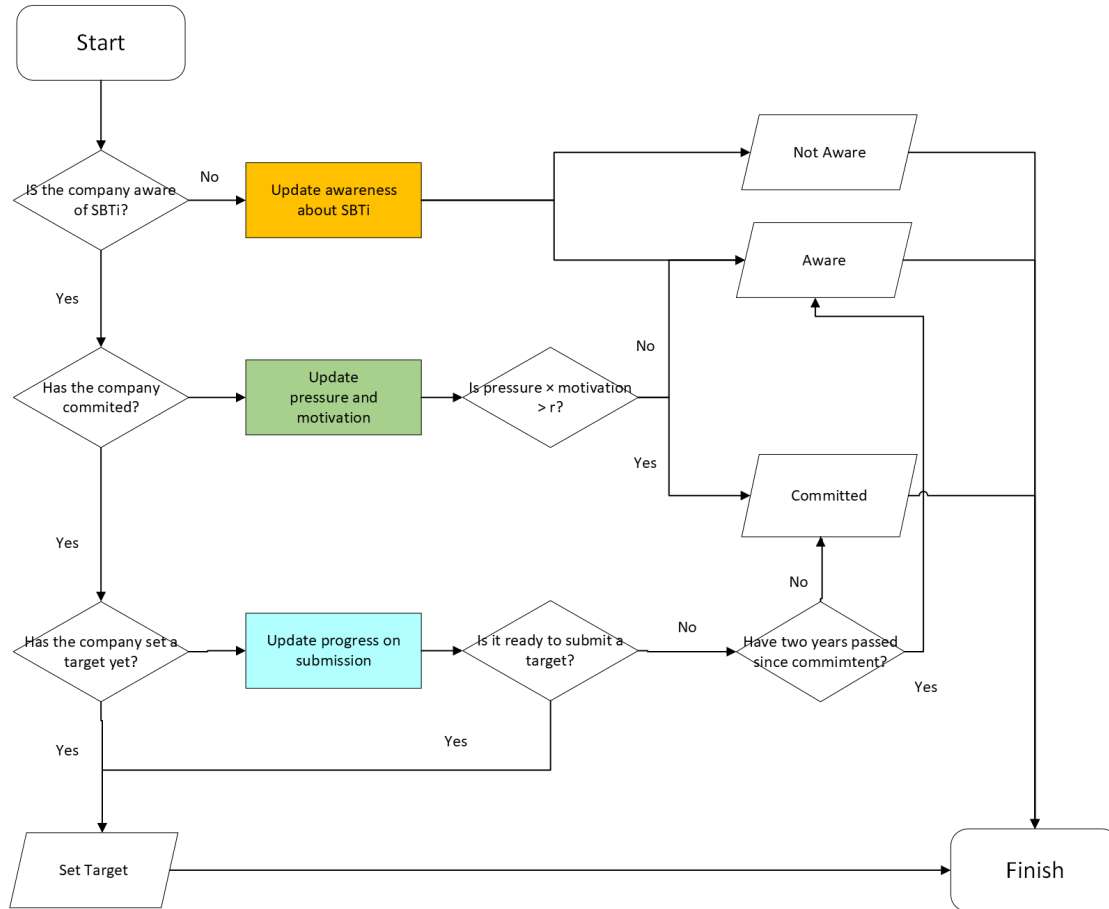 Start
Not Aware
IS the company aware
of SBTi?
No
Update awareness
about SBTi
Aware
Yes
No
Has the company
commited?
Update
pressure and
motivation
Is pressure × motivation
> r?
Yes
Committed
Yes
No
Has the company set a
target yet?
Update progress on
submission
Is it ready to submit a
target?
No
Have two years passed
since commimtent?
Yes
Yes
Yes
Set Target
Finish